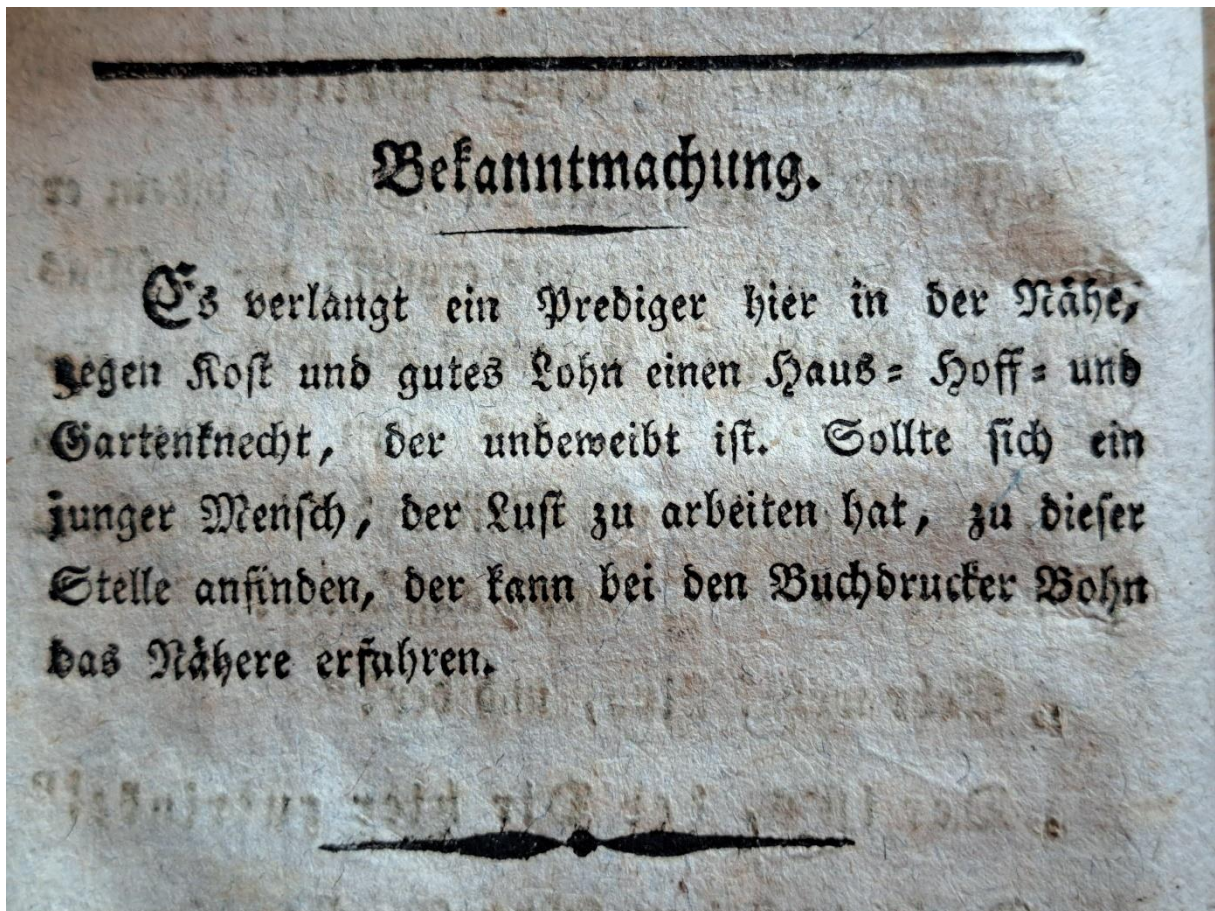 Bekanntmachung.
Es verlangt ein Prediger hier in der Nähe,
gegen Kost und gutes Lohn einen Haus= Hoff= und
Gartenknecht, der unbeweibt ist. Sollte sich ein
junger Mensch, der Lust zu arbeiten hat, zu dieser
Stelle anfinden, der kann bei den Buchdrucker Bohn
das Nähere erfahren.